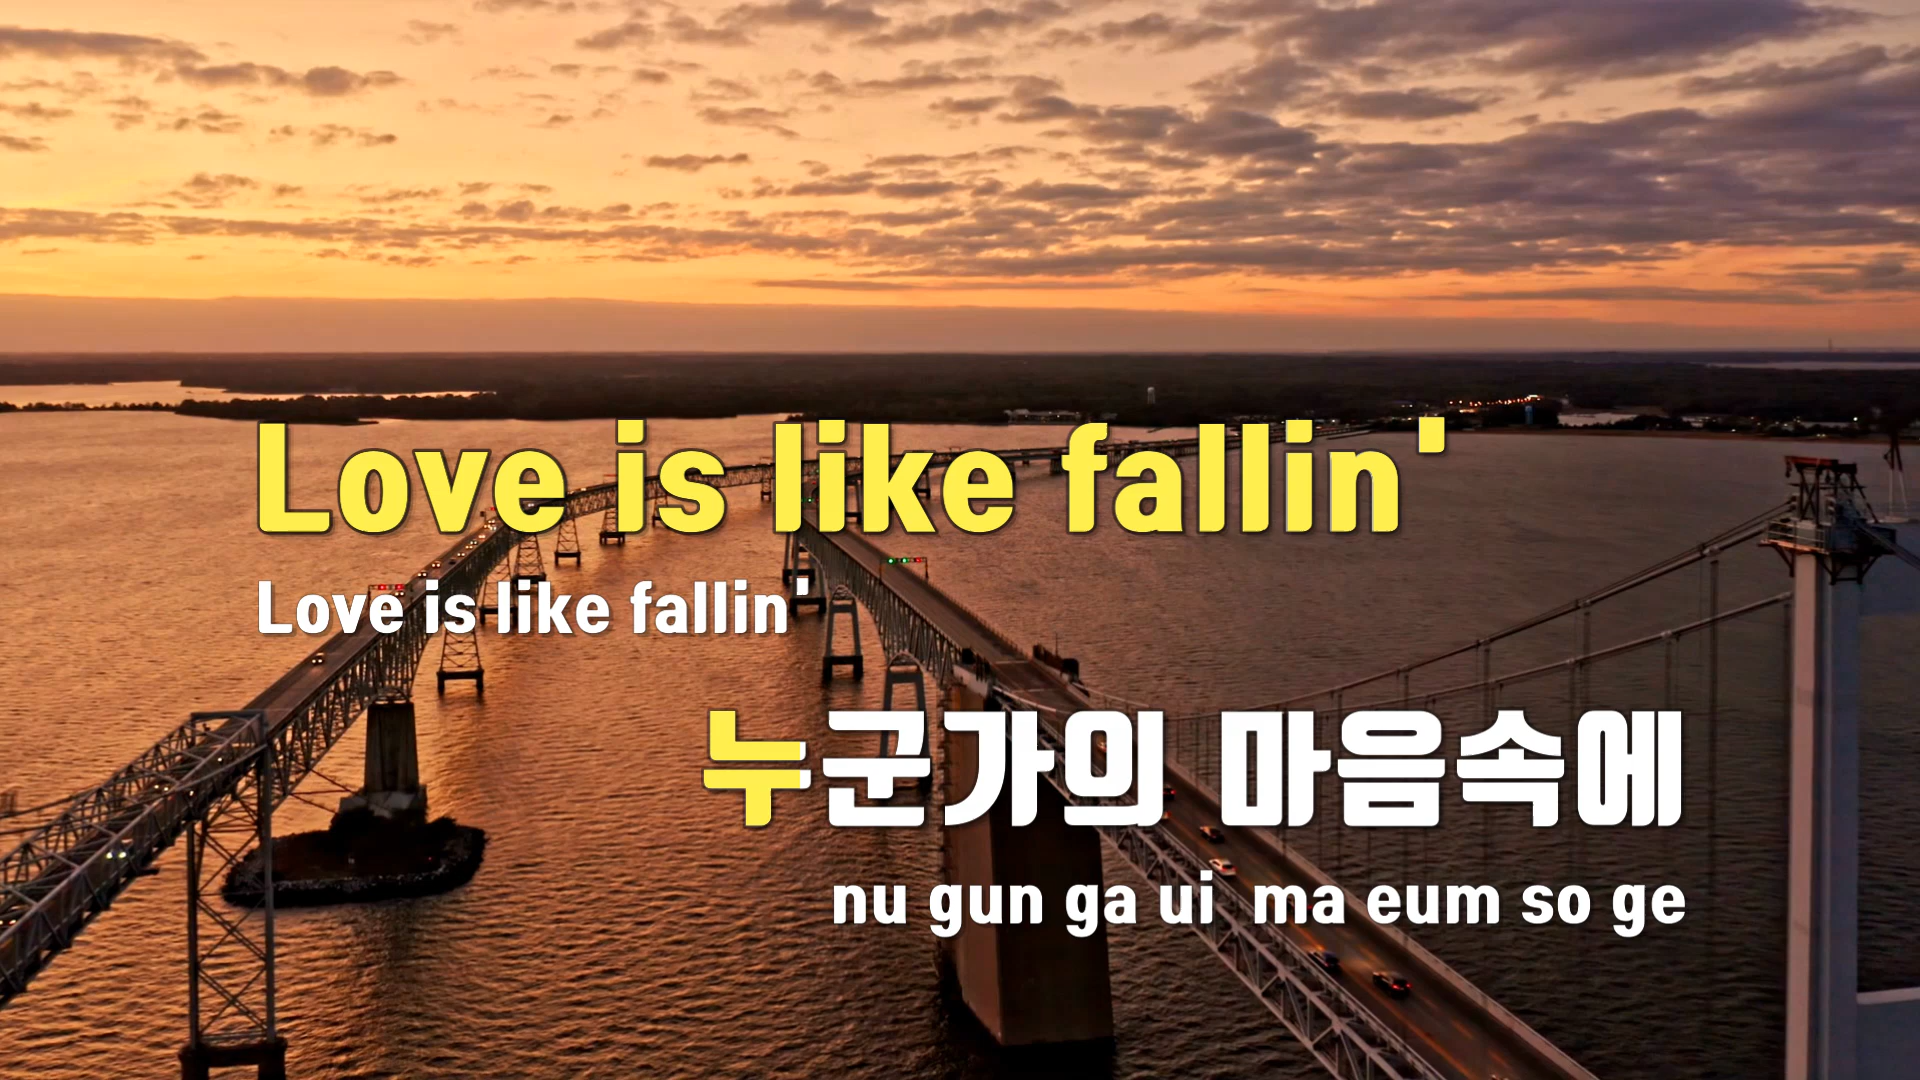 Love is like fallin'
Love is like fallin'
누군가의 마음속에
nu gun ga ui ma eum so ge